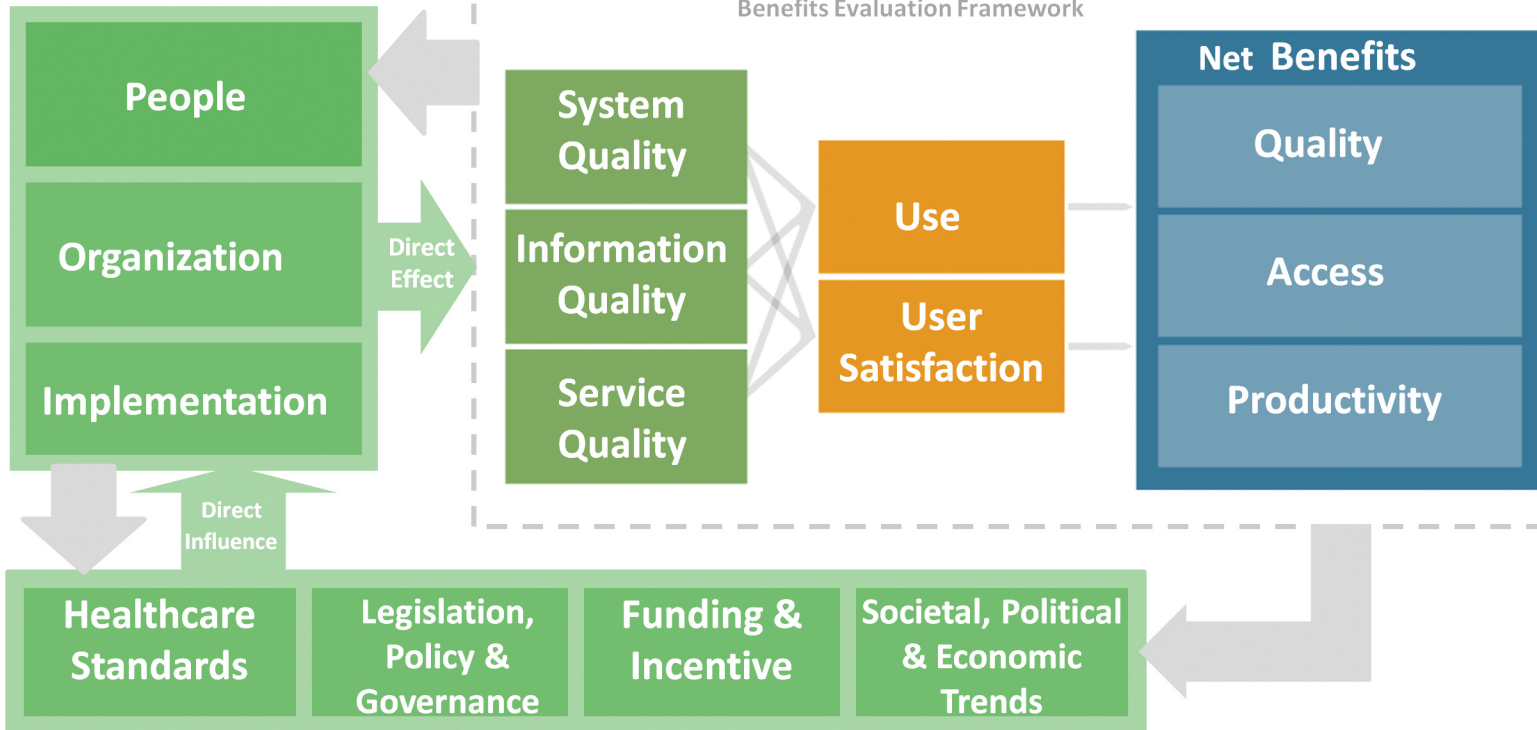 Benefits Evaluation Framework
People
Organization
Implementation
Direct
Effect
System
Quality
Information
Quality
Service
Quality
Use
User
Satisfaction
Net Benefits
Quality
Access
Productivity
Direct
Influence
Healthcare
Standards
Legislation,
Policy &
Governance
Funding &
Incentive
Societal, Political
& Economic
Trends